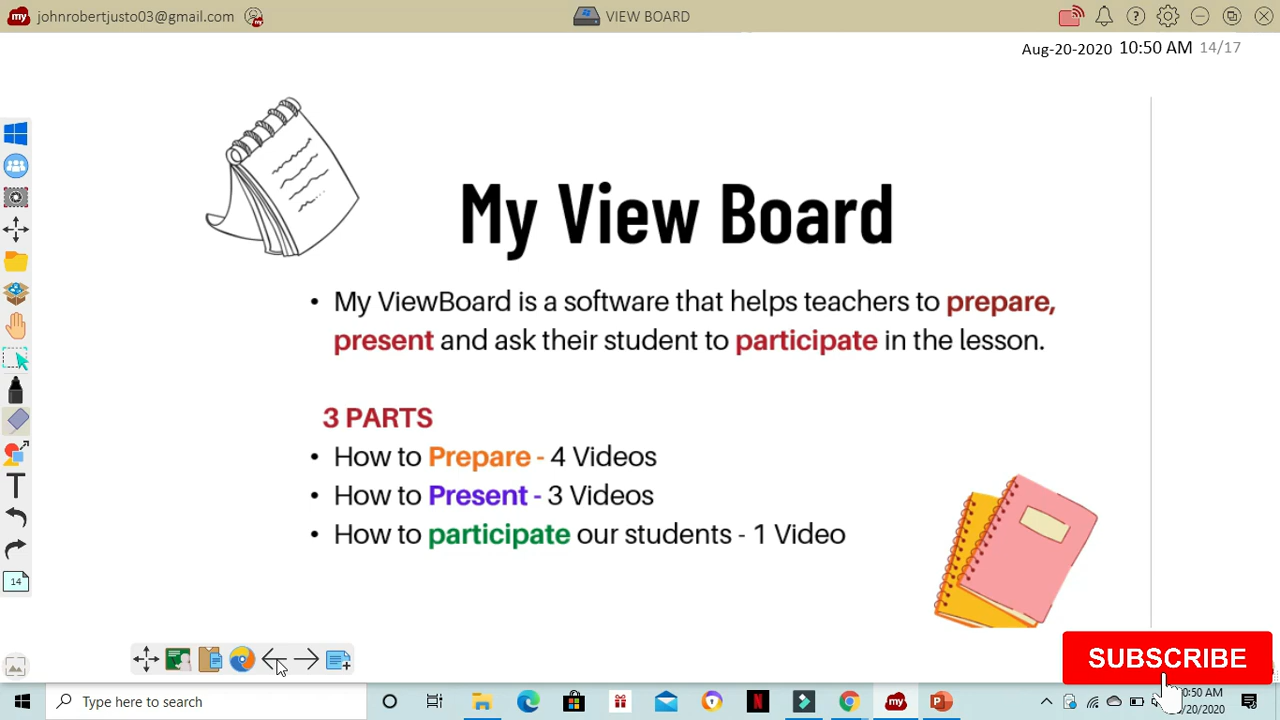 my johnrobertjusto03@gmail.com VIEW BOARD
Aug-20-2020 10:50 AM 14/17
My View Board
• My ViewBoard is a software that helps teachers to prepare,
present and ask their student to participate in the lesson.
3 PARTS
• How to Prepare - 4 Videos
• How to Present - 3 Videos
• How to participate our students - 1 Video
14
SUBSCRIBE
Type here to search